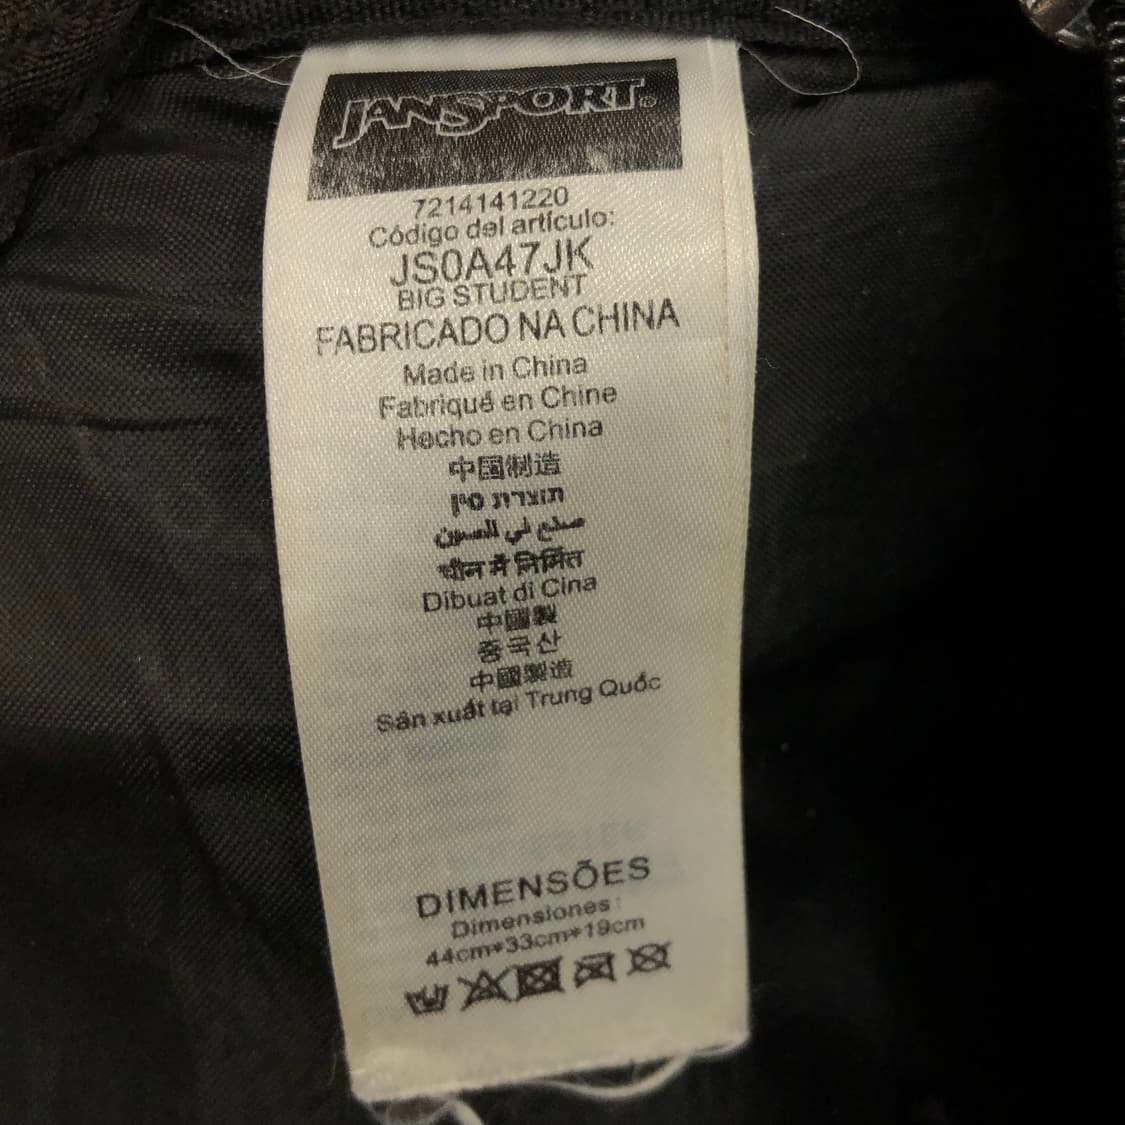 JANSPORT®
7214141220
Código del artículo:
JS0A47JK
BIG STUDENT
FABRICADO NA CHINA
Made in China
Fabriqué en Chine
Hecho en China
中国制造
תוצרת סין
صنع في الصين
चीन में निर्मित
Dibuat di Cina
中國製
중국산
中國製造
Sản xuất tại Trung Quốc
DIMENSÕES
Dimensiones:
44cm*33cm*19cm